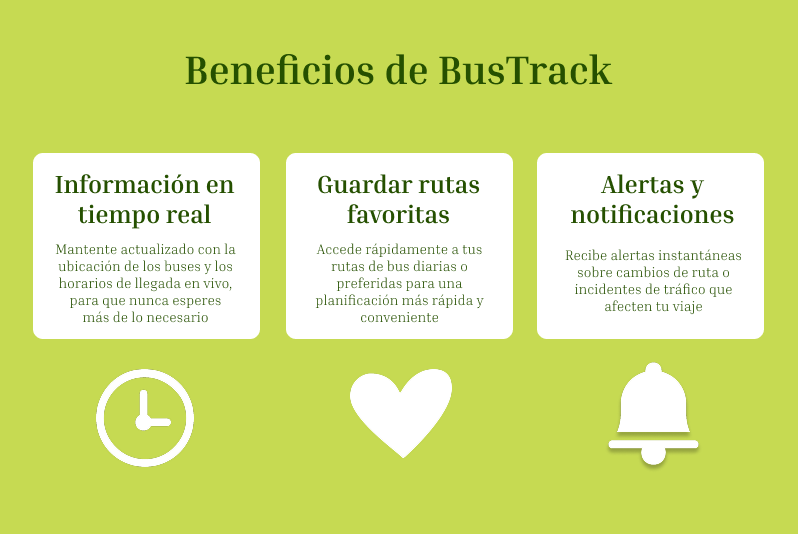 Beneficios de BusTrack
Información en
tiempo real
Mantente actualizado con la
ubicación de los buses y los
horarios de llegada en vivo,
para que nunca esperes
más de lo necesario
Guardar rutas
favoritas
Accede rápidamente a tus
rutas de bus diarias o
preferidas para una
planificación más rápida y
conveniente
Alertas y
notificaciones
Recibe alertas instantáneas
sobre cambios de ruta o
incidentes de tráfico que
afecten tu viaje